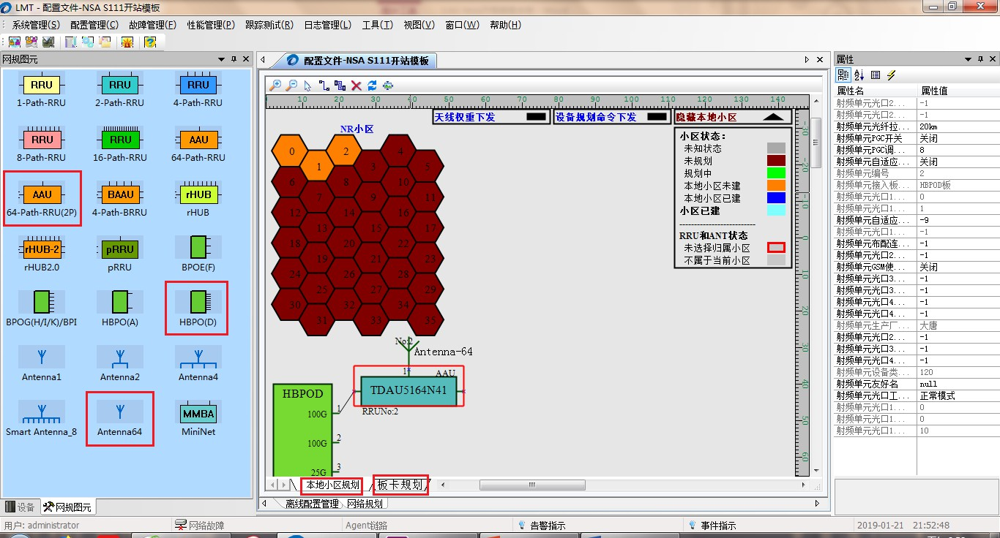 LMT - 配置文件-NSA S111开站模板
系统管理(S) 配置管理(C) 故障管理(F) 性能管理(P) 跟踪测试(R) 日志管理(L) 工具(T) 视图(V) 窗口(W) 帮助(H)
网规图元
RRU RRU RRU
1-Path-RRU 2-Path-RRU 4-Path-RRU
RRU RRU AAU
8-Path-RRU 16-Path-RRU 64-Path-RRU
AAU BAAU rHUB
64-Path-RRU(2P) 4-Path-BRRU rHUB
rHUB-2 pRRU
rHUB2.0 pRRU BPOE(F)
BPOG(H/I/K)/BPI HBPO(A) HBPO(D)
Antenna1 Antenna2 Antenna4
MMBA
Smart Antenna_8 Antenna64 MiniNet
设备 网规图元
配置文件-NSA S111开站模板
10 20 30 40 50 60 70 80 90 100 110 120 130 140
天线权重下发 设备规划命令下发 隐藏本地小区
NR小区
0 2 4
1 3 5
6 8 10
7 9 11
12 14 16
13 15 17
18 20 22
19 21 23
24 26 28
25 27 29
30 32 34
31 33 35
小区状态:
未知状态
未规划
规划中
本地小区未建
本地小区已建
小区已建
RRU和ANT状态
未选择归属小区
不属于当前小区
-30
-20
-10
0
10
20
30
40
50
60
No:2
Antenna-64
1
AAU
TDAU5164N41
RRUNo:2
HBPOD
100G 1
100G 2
25G 3
本地小区规划 板卡规划
离线配置管理 网络规划
属性
属性名 属性值
射频单元光口2... -1
射频单元光口2... -1
射频单元光纤拉... 20km
射频单元PGC开关 关闭
射频单元PGC调... 8
射频单元自适应... 关闭
射频单元编号 2
射频单元接入板... HBPOD板
射频单元光口1... 0
射频单元光口1... 1
射频单元自适应... -9
射频单元光口1... -1
射频单元布配连... -1
射频单元光口2... -1
射频单元GSM使... 关闭
射频单元光口3... -1
射频单元光口3... -1
射频单元光口4... -1
射频单元光口4... -1
射频单元生产厂... 大唐
射频单元光口2... -1
射频单元光口3... -1
射频单元光口4... -1
射频单元设备类... 120
射频单元友好名 null
射频单元光口工... 正常模式
射频单元光口1... 0
射频单元光口1... 0
射频单元光口1... 10
用户: administrator 网络故障 Agent链路 告警指示 事件指示 2019-01-21 21:52:48